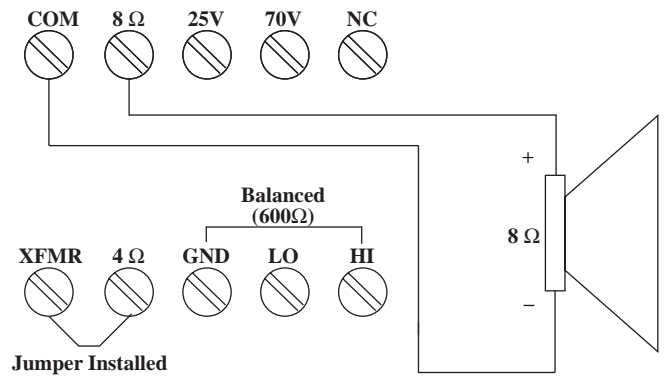 COM 8 Ω 25V 70V NC
+
Balanced
(600Ω)
8 Ω
XFMR 4 Ω GND LO HI
−
Jumper Installed